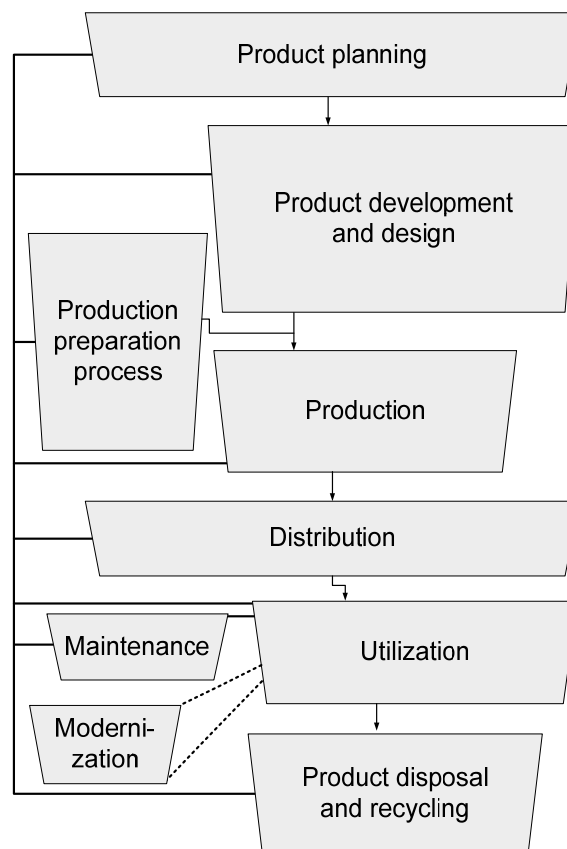 Product planning
Product development
and design
Production
preparation
process
Production
Distribution
Maintenance
Utilization
Moderni-
zation
Product disposal
and recycling